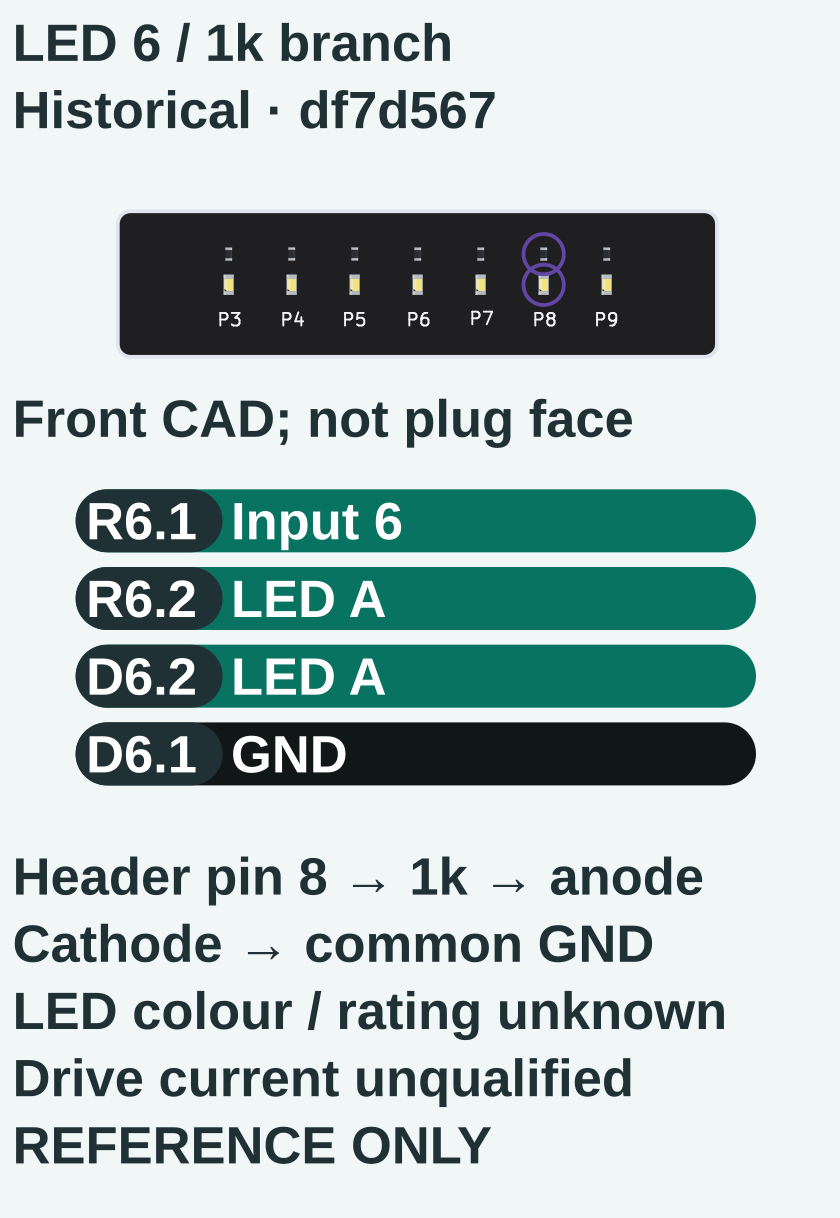 LED 6 / 1k branch
Historical · df7d567
P3 P4 P5 P6 P7 P8 P9
Front CAD; not plug face
R6.1 Input 6
R6.2 LED A
D6.2 LED A
D6.1 GND
Header pin 8 → 1k → anode
Cathode → common GND
LED colour / rating unknown
Drive current unqualified
REFERENCE ONLY